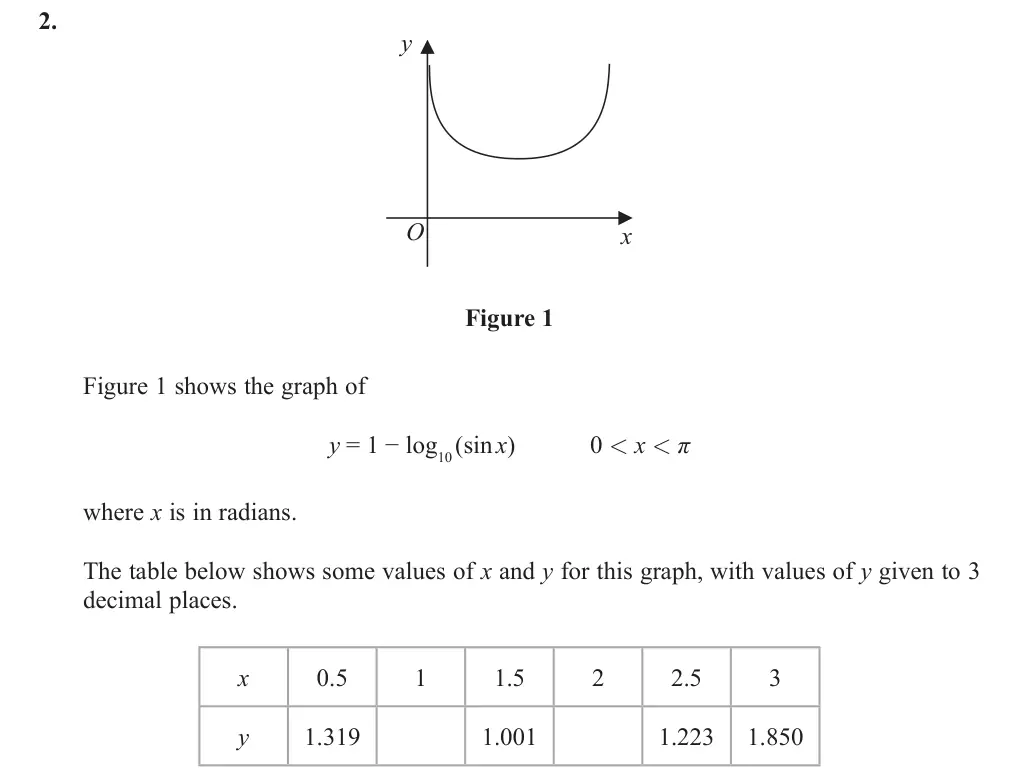 2.
y
O
x
Figure 1
Figure 1 shows the graph of
y = 1 − log₁₀(sin x) 0 < x < π
where x is in radians.
The table below shows some values of x and y for this graph, with values of y given to 3
decimal places.
x 0.5 1 1.5 2 2.5 3
y 1.319 1.001 1.223 1.850